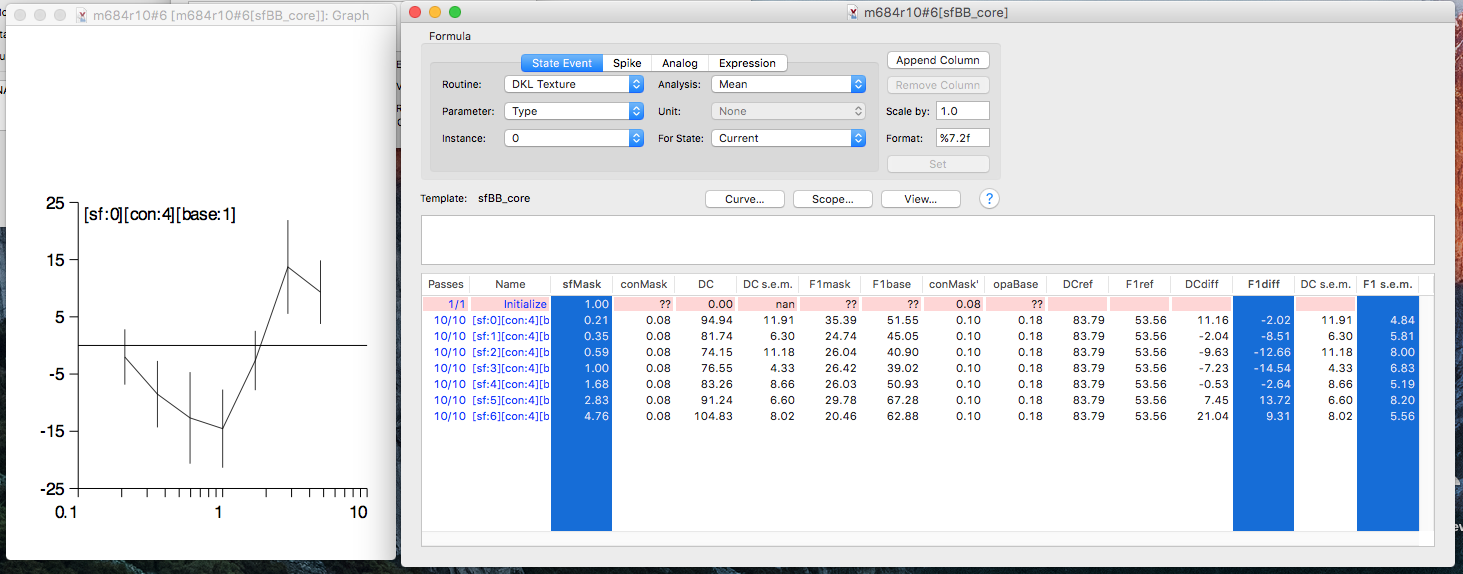 m684r10#6 [m684r10#6[sfBB_core]]: Graph
25
[sf:0][con:4][base:1]
15
5
-5
-15
-25
0.1 1 10
m684r10#6[sfBB_core]
Formula
State Event Spike Analog Expression
Append Column
Routine: DKL Texture Analysis: Mean
Remove Column
Parameter: Type Unit: None
Scale by: 1.0
Instance: 0 For State: Current
Format: %7.2f
Set
Template: sfBB_core Curve... Scope... View... ?
Passes Name sfMask conMask DC DC s.e.m. F1mask F1base conMask' opaBase DCref F1ref DCdiff F1diff DC s.e.m. F1 s.e.m.
1/1 Initialize 1.00 ?? 0.00 nan ?? ?? 0.08 ??
10/10 [sf:0][con:4][b 0.21 0.08 94.94 11.91 35.39 51.55 0.10 0.18 83.79 53.56 11.16 -2.02 11.91 4.84
10/10 [sf:1][con:4][b 0.35 0.08 81.74 6.30 24.74 45.05 0.10 0.18 83.79 53.56 -2.04 -8.51 6.30 5.81
10/10 [sf:2][con:4][b 0.59 0.08 74.15 11.18 26.04 40.90 0.10 0.18 83.79 53.56 -9.63 -12.66 11.18 8.00
10/10 [sf:3][con:4][b 1.00 0.08 76.55 4.33 26.42 39.02 0.10 0.18 83.79 53.56 -7.23 -14.54 4.33 6.83
10/10 [sf:4][con:4][b 1.68 0.08 83.26 8.66 26.03 50.93 0.10 0.18 83.79 53.56 -0.53 -2.64 8.66 5.19
10/10 [sf:5][con:4][b 2.83 0.08 91.24 6.60 29.78 67.28 0.10 0.18 83.79 53.56 7.45 13.72 6.60 8.20
10/10 [sf:6][con:4][b 4.76 0.08 104.83 8.02 20.46 62.88 0.10 0.18 83.79 53.56 21.04 9.31 8.02 5.56